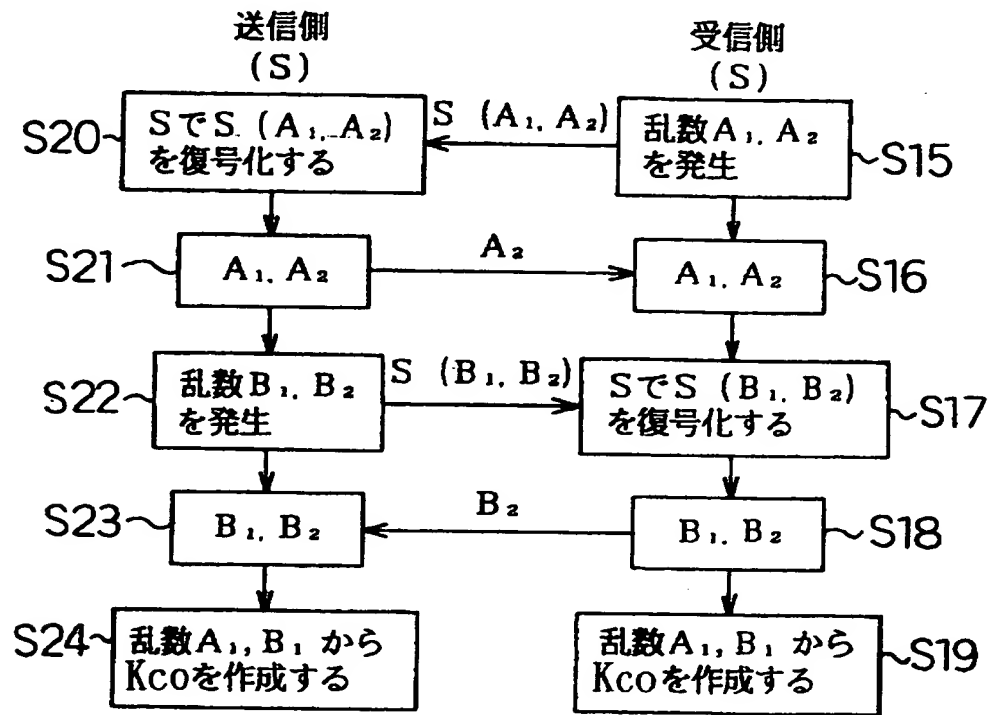 送信側
(S)
受信側
(S)
S20
SでS (A₁, A₂)
を復号化する
S (A₁, A₂)
乱数A₁, A₂
を発生
S15
S21
A₁, A₂
A₂
A₁, A₂
S16
S22
乱数B₁, B₂
を発生
S (B₁, B₂)
SでS (B₁, B₂)
を復号化する
S17
S23
B₁, B₂
B₂
B₁, B₂
S18
S24
乱数A₁, B₁ から
Kcoを作成する
乱数A₁, B₁ から
Kcoを作成する
S19